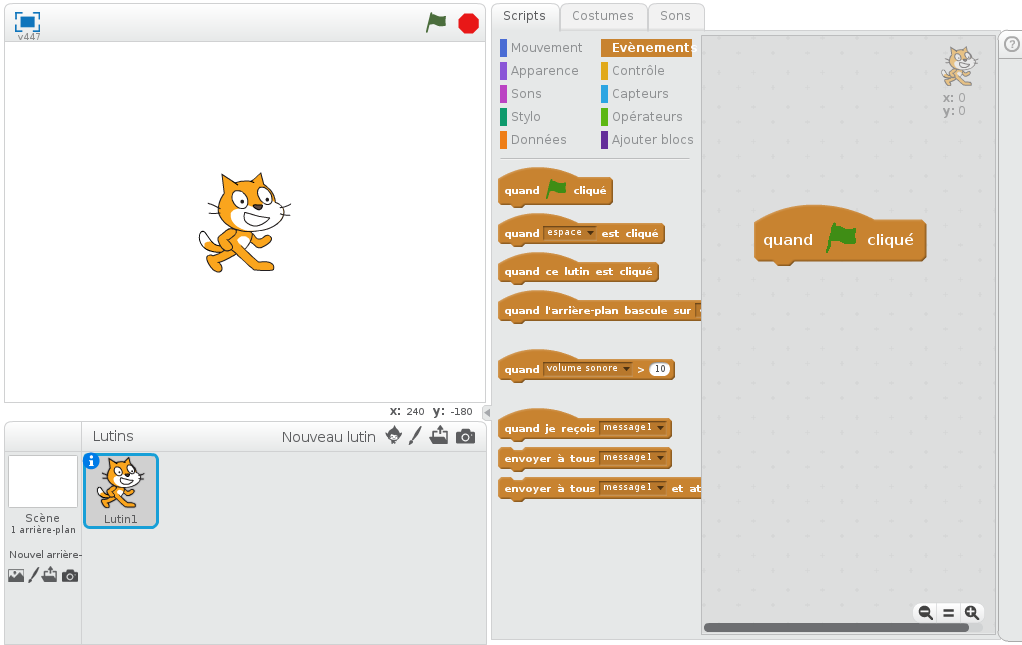 v447
x: 240 y: -180
Lutins
Nouveau lutin
Lutin1
Scène
1 arrière-plan
Nouvel arrière-
Scripts Costumes Sons
Mouvement Evènements
Apparence Contrôle
Sons Capteurs
Stylo Opérateurs
Données Ajouter blocs
quand cliqué
quand espace est cliqué
quand ce lutin est cliqué
quand l'arrière-plan bascule sur
quand volume sonore > 10
quand je reçois message1
envoyer à tous message1
envoyer à tous message1 et at
x: 0
y: 0
quand cliqué
?